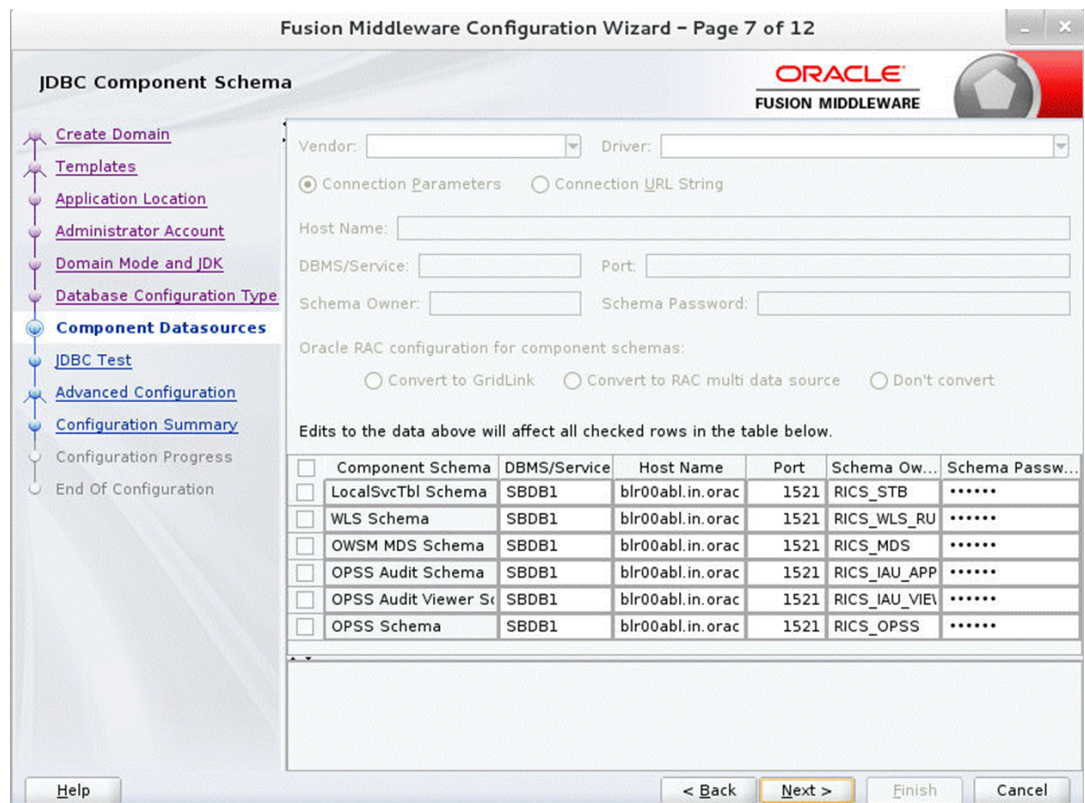 Fusion Middleware Configuration Wizard – Page 7 of 12
JDBC Component Schema
ORACLE
FUSION MIDDLEWARE
Create Domain
Templates
Application Location
Administrator Account
Domain Mode and JDK
Database Configuration Type
Component Datasources
JDBC Test
Advanced Configuration
Configuration Summary
Configuration Progress
End Of Configuration
Vendor: Driver:
Connection Parameters Connection URL String
Host Name:
DBMS/Service: Port:
Schema Owner: Schema Password:
Oracle RAC configuration for component schemas:
Convert to GridLink Convert to RAC multi data source Don't convert
Edits to the data above will affect all checked rows in the table below.
Component Schema DBMS/Service Host Name Port Schema Ow... Schema Passw...
LocalSvcTbl Schema SBDB1 blr00abl.in.orac 1521 RICS_STB ••••••
WLS Schema SBDB1 blr00abl.in.orac 1521 RICS_WLS_RU ••••••
OWSM MDS Schema SBDB1 blr00abl.in.orac 1521 RICS_MDS ••••••
OPSS Audit Schema SBDB1 blr00abl.in.orac 1521 RICS_IAU_APP ••••••
OPSS Audit Viewer Sc SBDB1 blr00abl.in.orac 1521 RICS_IAU_VIEW ••••••
OPSS Schema SBDB1 blr00abl.in.orac 1521 RICS_OPSS ••••••
Help < Back Next > Finish Cancel